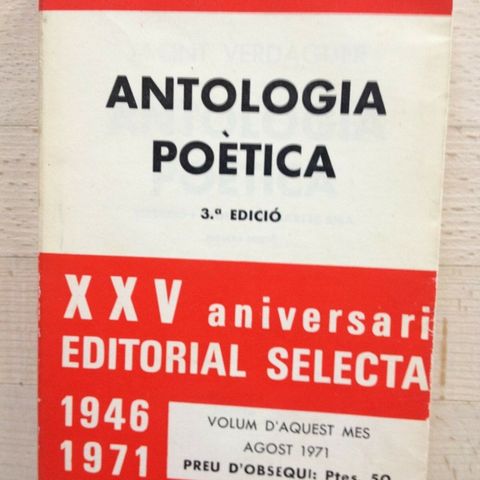 ANTOLOGIA
POÈTICA
3.ª EDICIÓ
XXV aniversari
EDITORIAL SELECTA
1946
1971
VOLUM D'AQUEST MES
AGOST 1971
PREU D'OBSEQUI: Ptes. 50